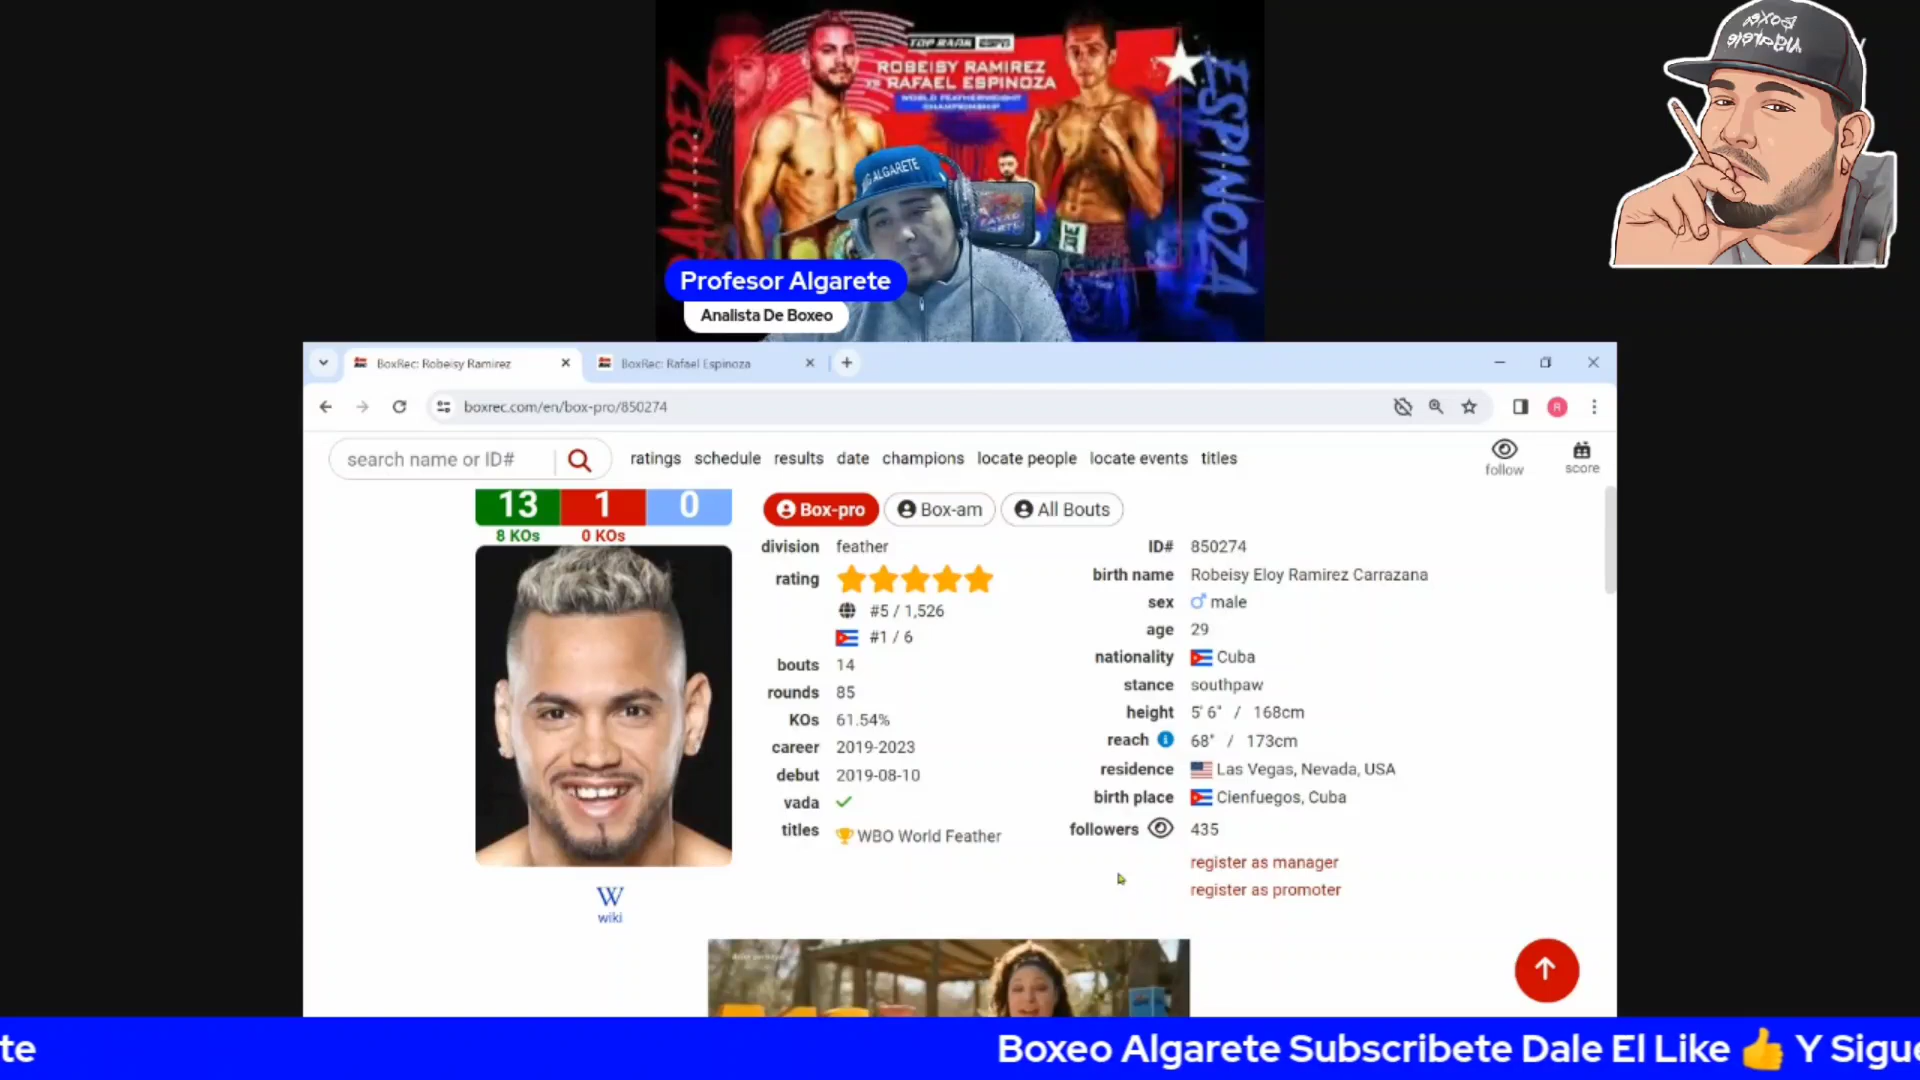 TOP RANK ESPN
ROBEISY RAMIREZ
VS RAFAEL ESPINOZA
WORLD FEATHERWEIGHT
CHAMPIONSHIP
RAMIREZ
ESPINOZA
ALGARETE
Profesor Algarete
Analista De Boxeo
BoxRec: Robeisy Ramirez
BoxRec: Rafael Espinoza
boxrec.com/en/box-pro/850274
search name or ID#
ratings schedule results date champions locate people locate events titles
follow
score
13 1 0
8 KOs 0 KOs
Box-pro Box-am All Bouts
division feather
rating
#5 / 1,526
#1 / 6
bouts 14
rounds 85
KOs 61.54%
career 2019-2023
debut 2019-08-10
vada
titles WBO World Feather
ID# 850274
birth name Robeisy Eloy Ramirez Carrazana
sex male
age 29
nationality Cuba
stance southpaw
height 5' 6" / 168cm
reach 68" / 173cm
residence Las Vegas, Nevada, USA
birth place Cienfuegos, Cuba
followers 435
register as manager
register as promoter
W
wiki
te
Boxeo Algarete Subscribete Dale El Like 👍 Y Sigue